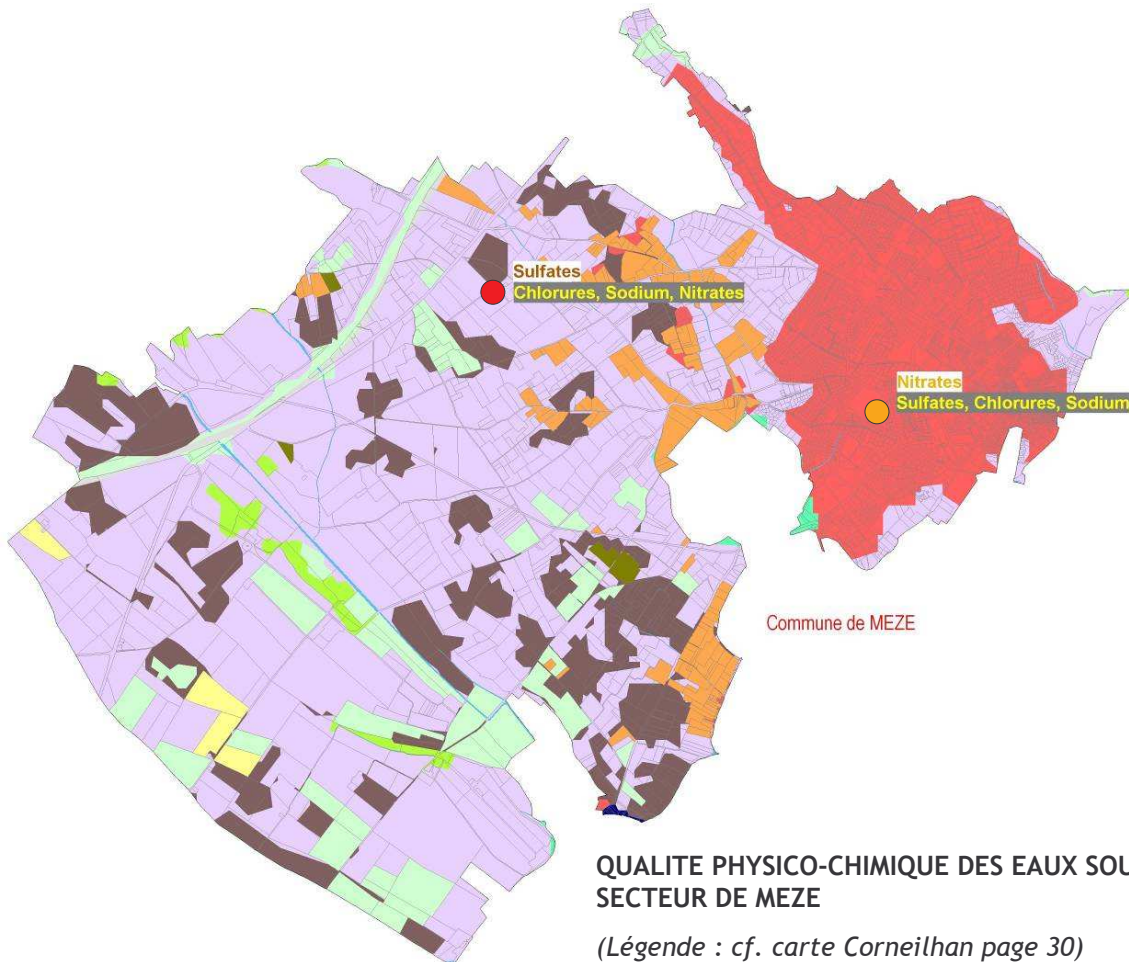 Sulfates
Chlorures, Sodium, Nitrates
Nitrates
Sulfates, Chlorures, Sodium
Commune de MEZE
QUALITE PHYSICO-CHIMIQUE DES EAUX SOU
SECTEUR DE MEZE
(Légende : cf. carte Corneilhan page 30)